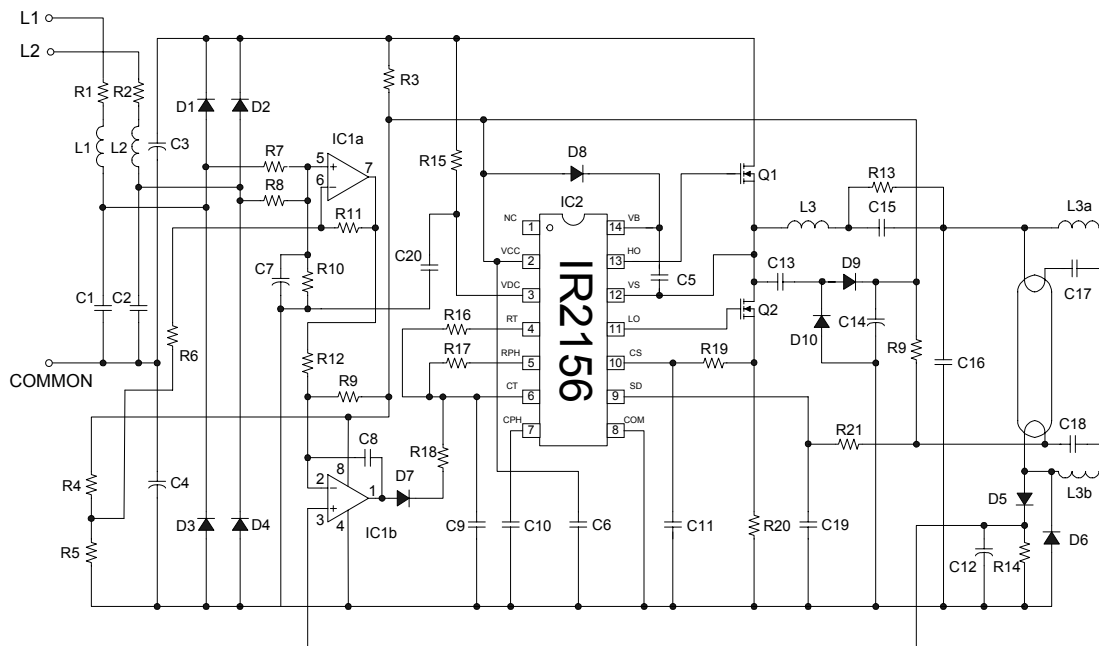 L1
L2
R1
R2
D1
D2
R3
IC1a
L1
L2
C3
R7
5
+
7
R15
D8
Q1
R13
R8
6
−
IC2
L3
C15
L3a
R11
NC
1
14
VB
C20
VCC
2
13
HO
C5
C13
D9
C17
C7
R10
VDC
3
12
VS
C1
C2
R6
R16
RT
4
11
LO
Q2
D10
C14
R9
C16
R12
R17
RPH
5
10
CS
R19
COMMON
R9
CT
6
9
SD
C8
CPH
7
8
COM
R21
C18
IR2156
R18
8
R4
C4
2
−
1
D7
L3b
+
3
4
IC1b
D5
D3
D4
C9
C10
C6
C11
R20
C19
R5
C12
R14
D6